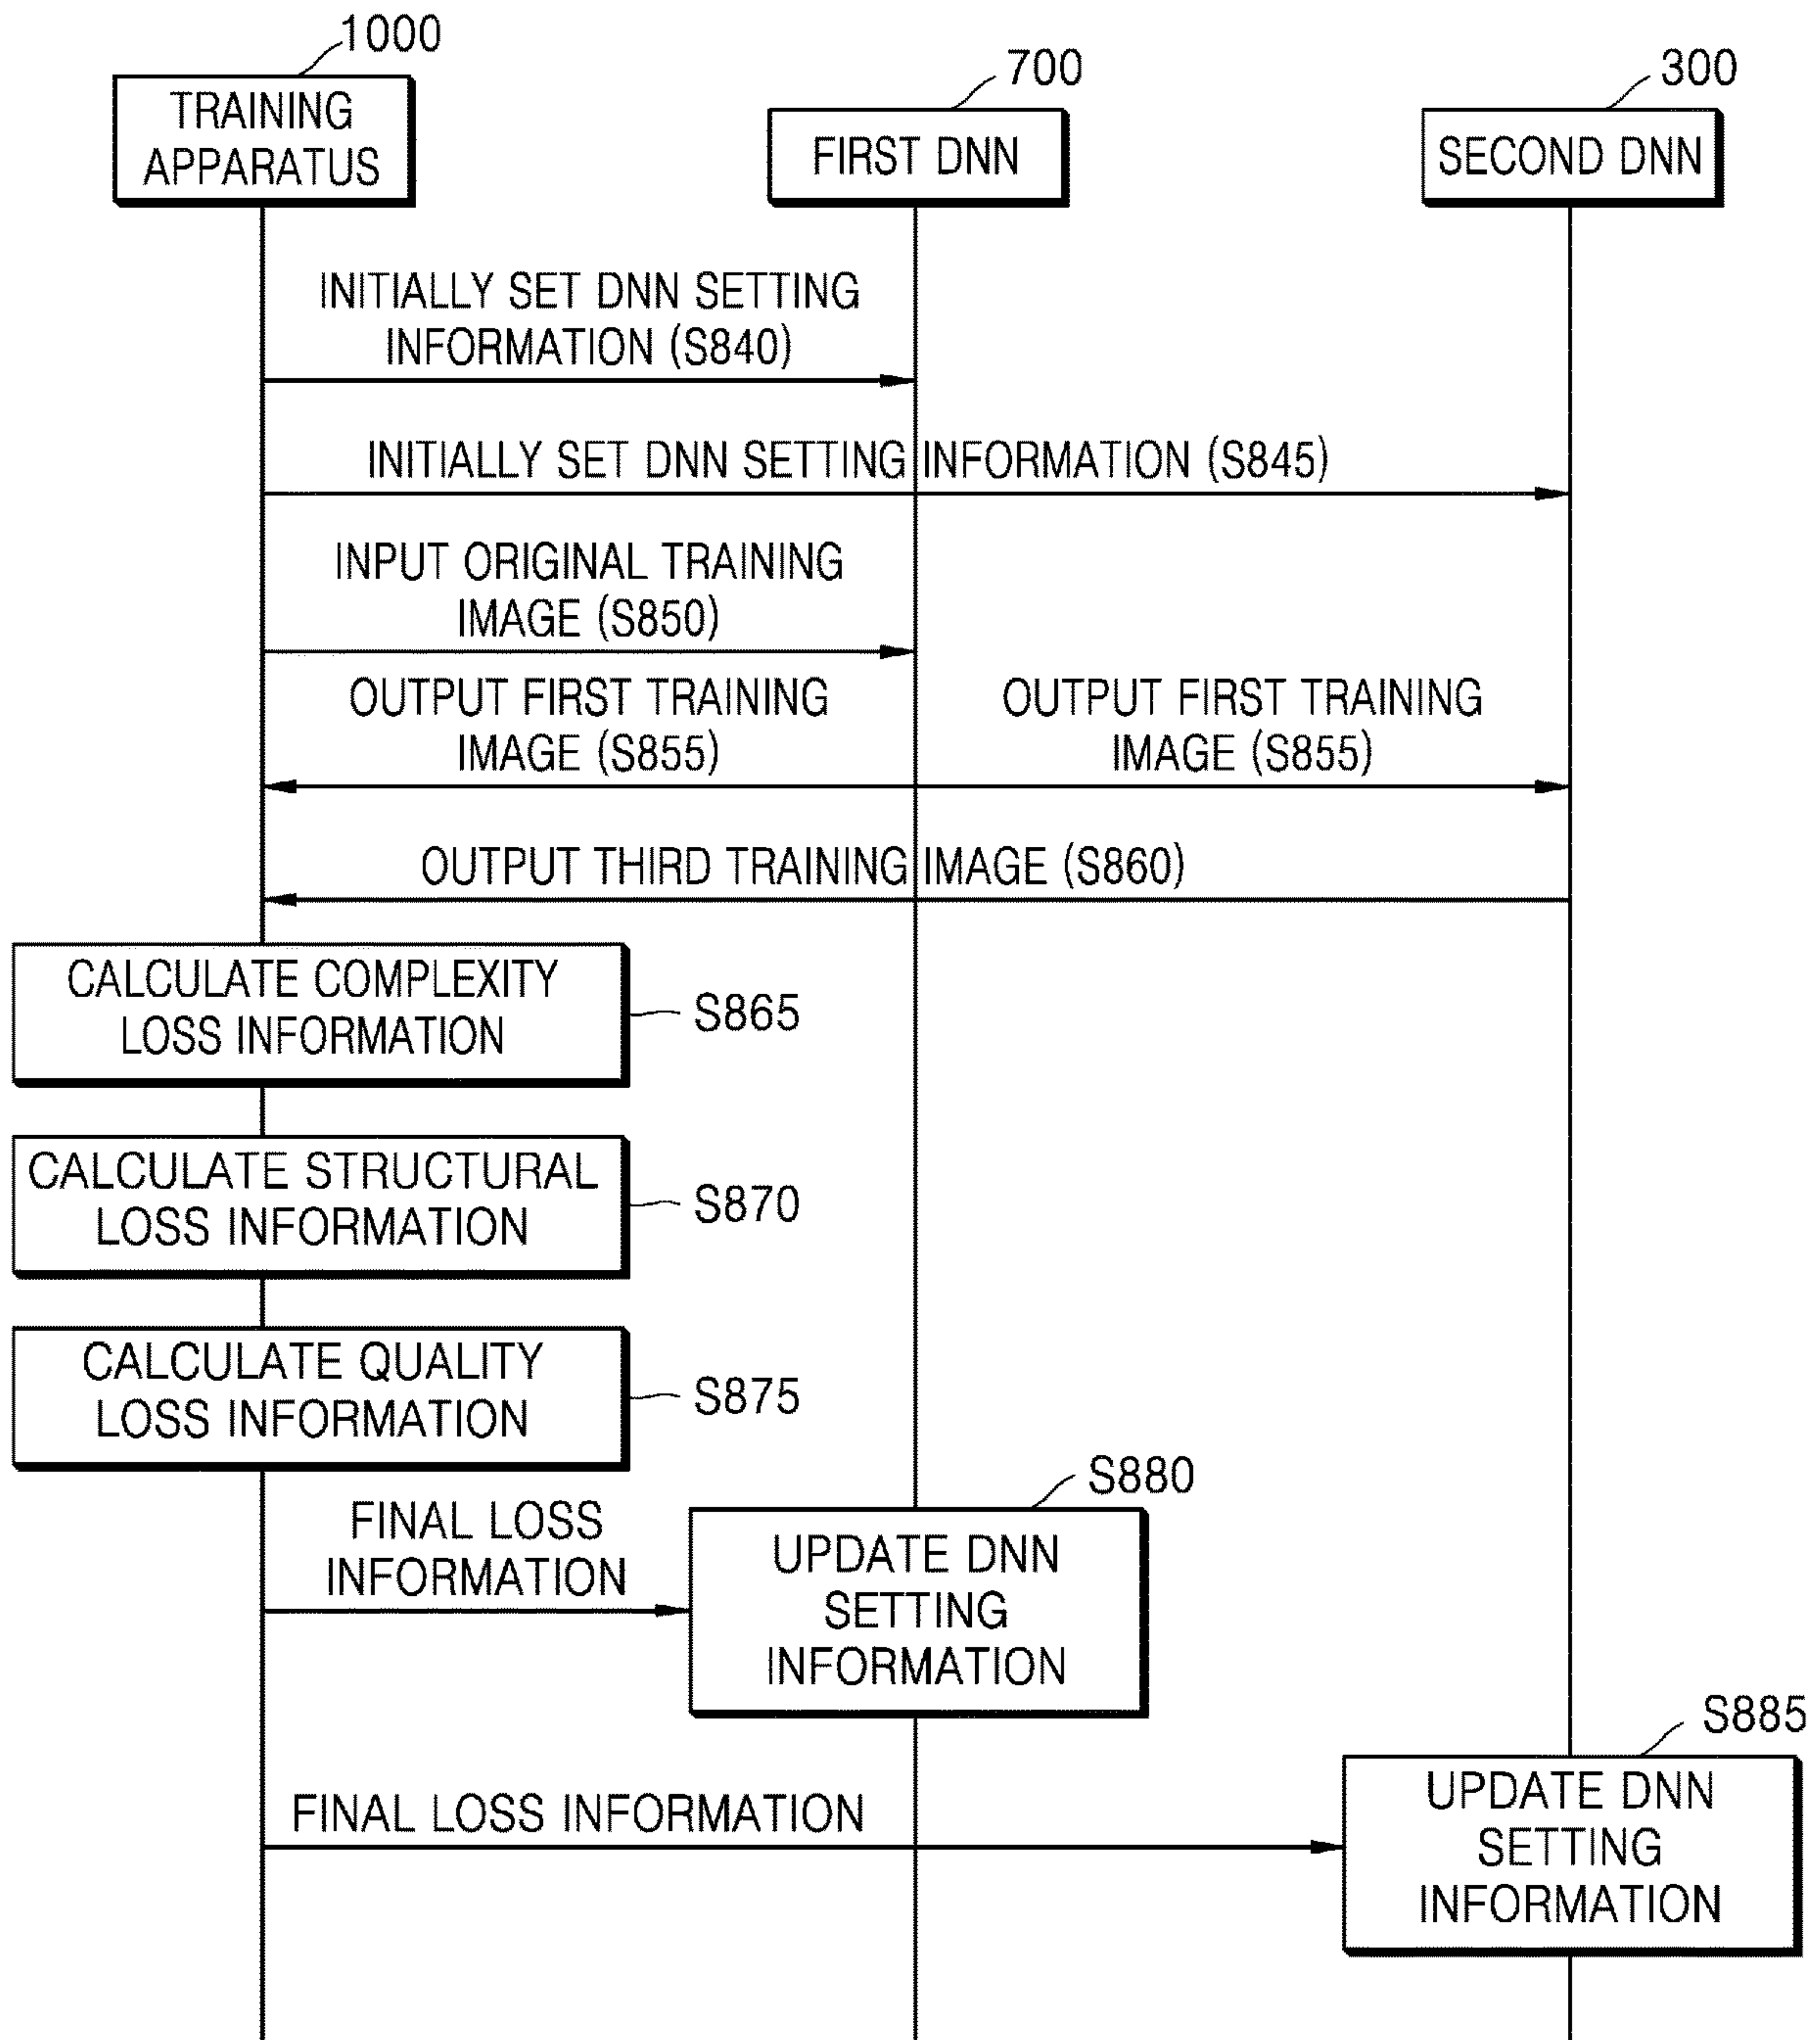 1000
700
300
TRAINING
APPARATUS
FIRST DNN
SECOND DNN
INITIALLY SET DNN SETTING
INFORMATION (S840)
INITIALLY SET DNN SETTING INFORMATION (S845)
INPUT ORIGINAL TRAINING
IMAGE (S850)
OUTPUT FIRST TRAINING
IMAGE (S855)
OUTPUT FIRST TRAINING
IMAGE (S855)
OUTPUT THIRD TRAINING IMAGE (S860)
CALCULATE COMPLEXITY
LOSS INFORMATION
S865
CALCULATE STRUCTURAL
LOSS INFORMATION
S870
CALCULATE QUALITY
LOSS INFORMATION
S875
FINAL LOSS
INFORMATION
S880
UPDATE DNN
SETTING
INFORMATION
FINAL LOSS INFORMATION
S885
UPDATE DNN
SETTING
INFORMATION